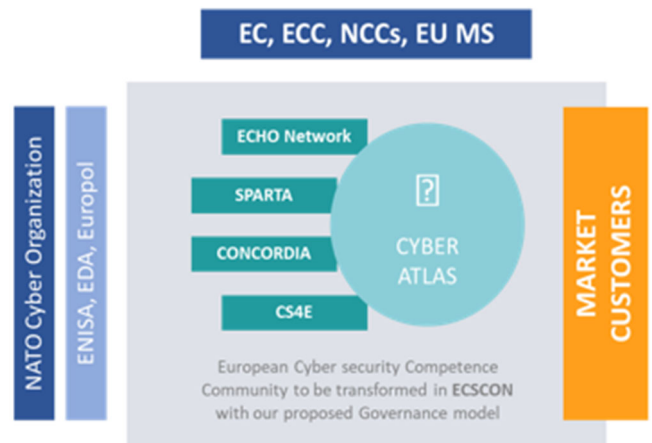 EC, ECC, NCCs, EU MS
NATO Cyber Organization
ENISA, EDA, Europol
ECHO Network
SPARTA
CONCORDIA
CS4E
?
CYBER
ATLAS
MARKET
CUSTOMERS
European Cyber security Competence
Community to be transformed in ECSCON
with our proposed Governance model